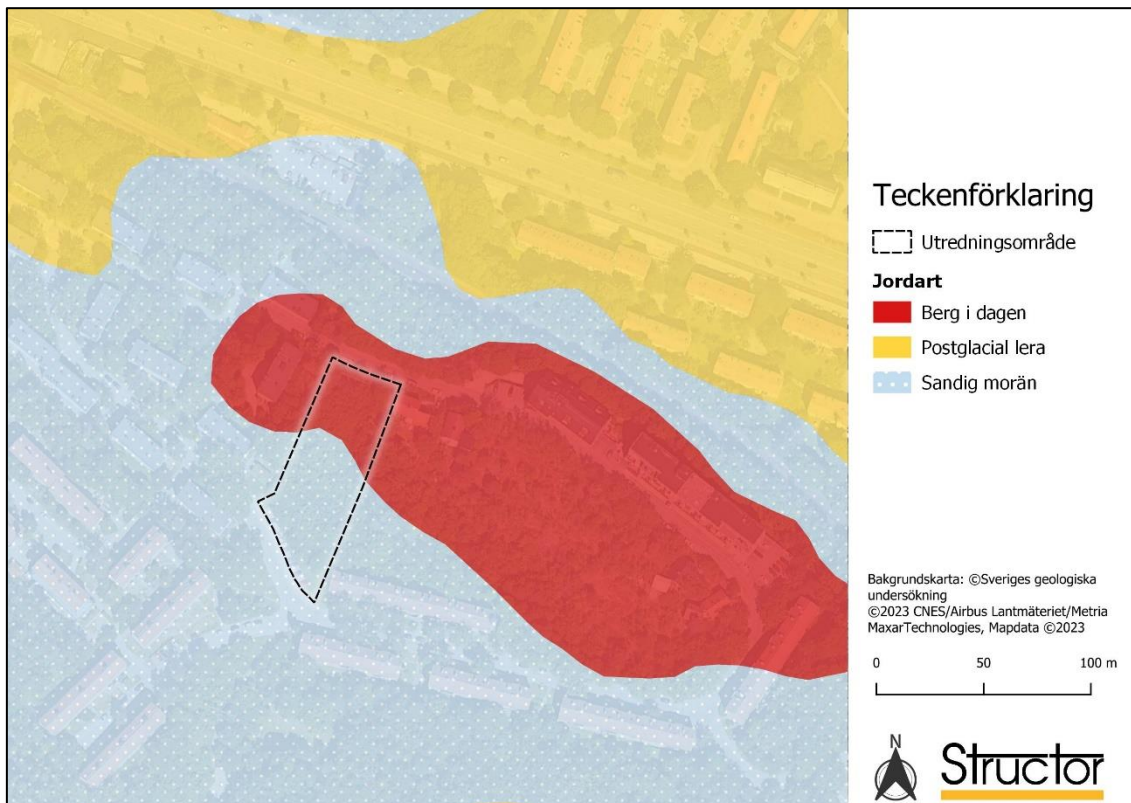 Teckenförklaring
Utredningsområde
Jordart
Berg i dagen
Postglacial lera
Sandig morän
Bakgrundskarta: ©Sveriges geologiska
undersökning
©2023 CNES/Airbus Lantmäteriet/Metria
MaxarTechnologies, Mapdata ©2023
0 50 100 m
N
Structor